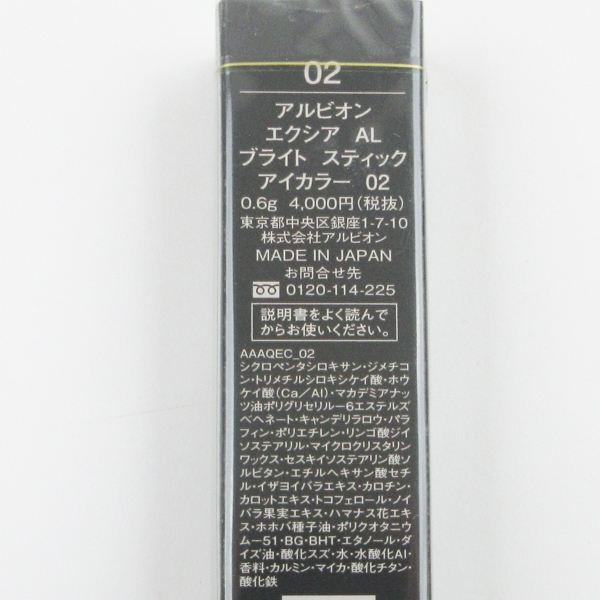 02
アルビオン
エクシア AL
ブライト スティック
アイカラー 02
0.6g 4,000円(税抜)
東京都中央区銀座1-7-10
株式会社アルビオン
MADE IN JAPAN
お問合せ先
0120-114-225
説明書をよく読んで
からお使いください。
AAAQEC_02
シクロペンタシロキサン・ジメチコ
ン・トリメチルシロキシケイ酸・ホウ
ケイ酸(Ca/Al)・マカデミアナッ
ツ油ポリグリセリルー6エステルズ
ベヘネート・キャンデリラロウ・パラ
フィン・ポリエチレン・リンゴ酸ジイ
ソステアリル・マイクロクリスタリン
ワックス・セスキイソステアリン酸ソ
ルビタン・エチルヘキサン酸セチ
ル・イザヨイバラエキス・カロチン・
カロットエキス・トコフェロール・ノイ
バラ果実エキス・ハマナス花エキ
ス・ホホバ種子油・ポリクオタニウ
ムー51・BG・BHT・エタノール・ダ
イズ油・酸化スズ・水・水酸化Al・
香料・カルミン・マイカ・酸化チタン・
酸化鉄